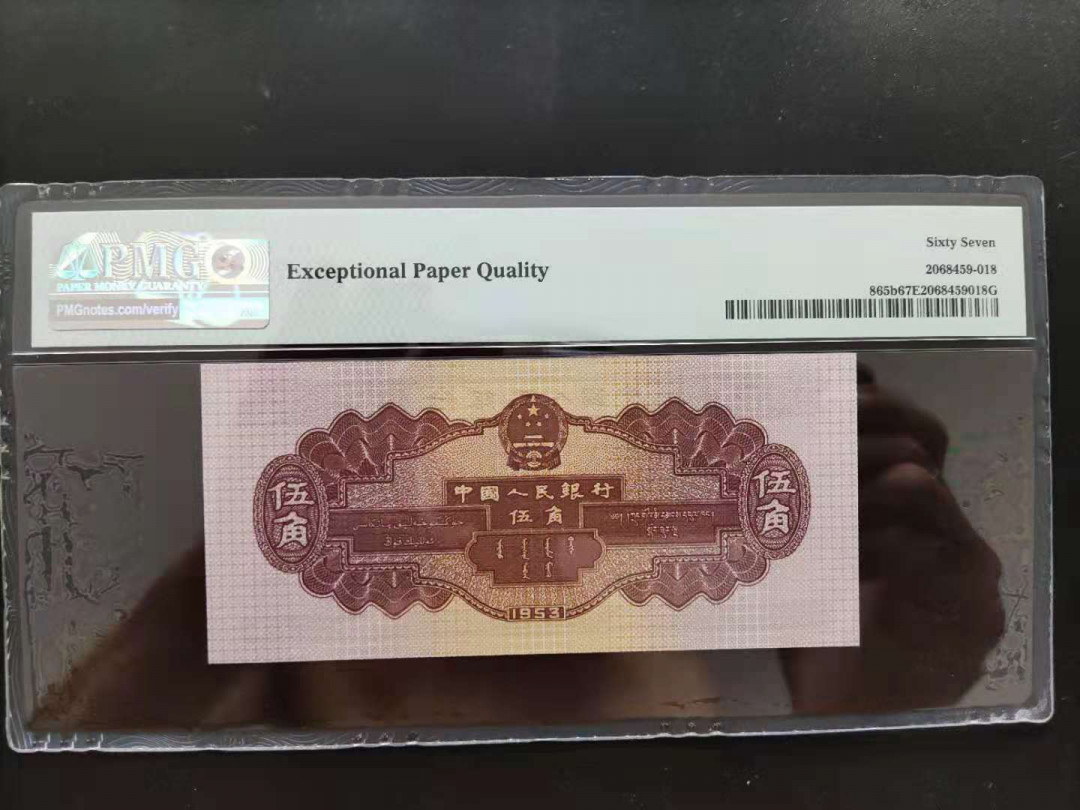 PMG
PAPER MONEY GUARANTY
PMGnotes.com/verify
Exceptional Paper Quality
Sixty Seven
2068459-018
865b67E2068459018G
中國人民銀行
伍角
伍角
伍角
1953